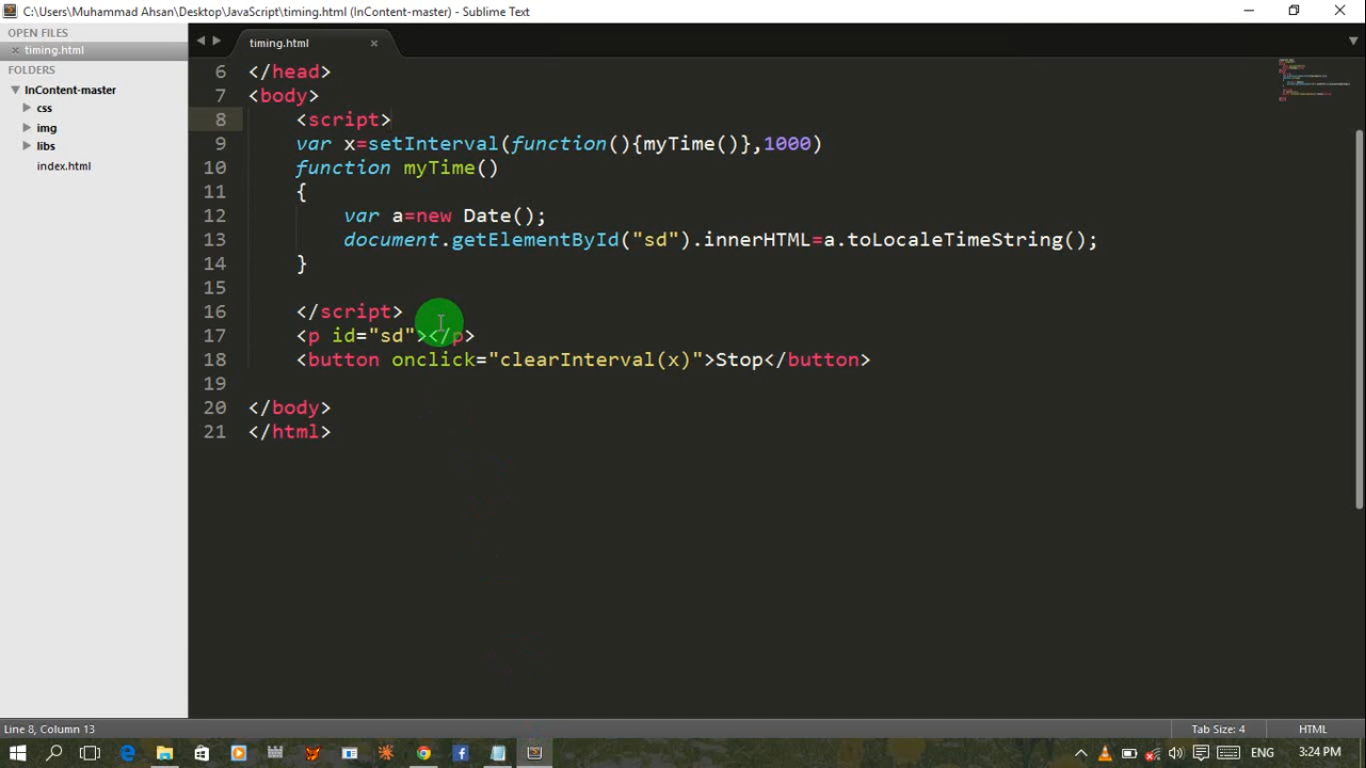 C:\Users\Muhammad Ahsan\Desktop\JavaScript\timing.html (InContent-master) - Sublime Text
OPEN FILES
timing.html
FOLDERS
InContent-master
css
img
libs
index.html
timing.html
6 </head>
7 <body>
8 <script>
9 var x=setInterval(function(){myTime()},1000)
10 function myTime()
11 {
12 var a=new Date();
13 document.getElementById("sd").innerHTML=a.toLocaleTimeString();
14 }
15
16 </script>
17 <p id="sd"></p>
18 <button onclick="clearInterval(x)">Stop</button>
19
20 </body>
21 </html>
Line 8, Column 13
Tab Size: 4
HTML
ENG
3:24 PM